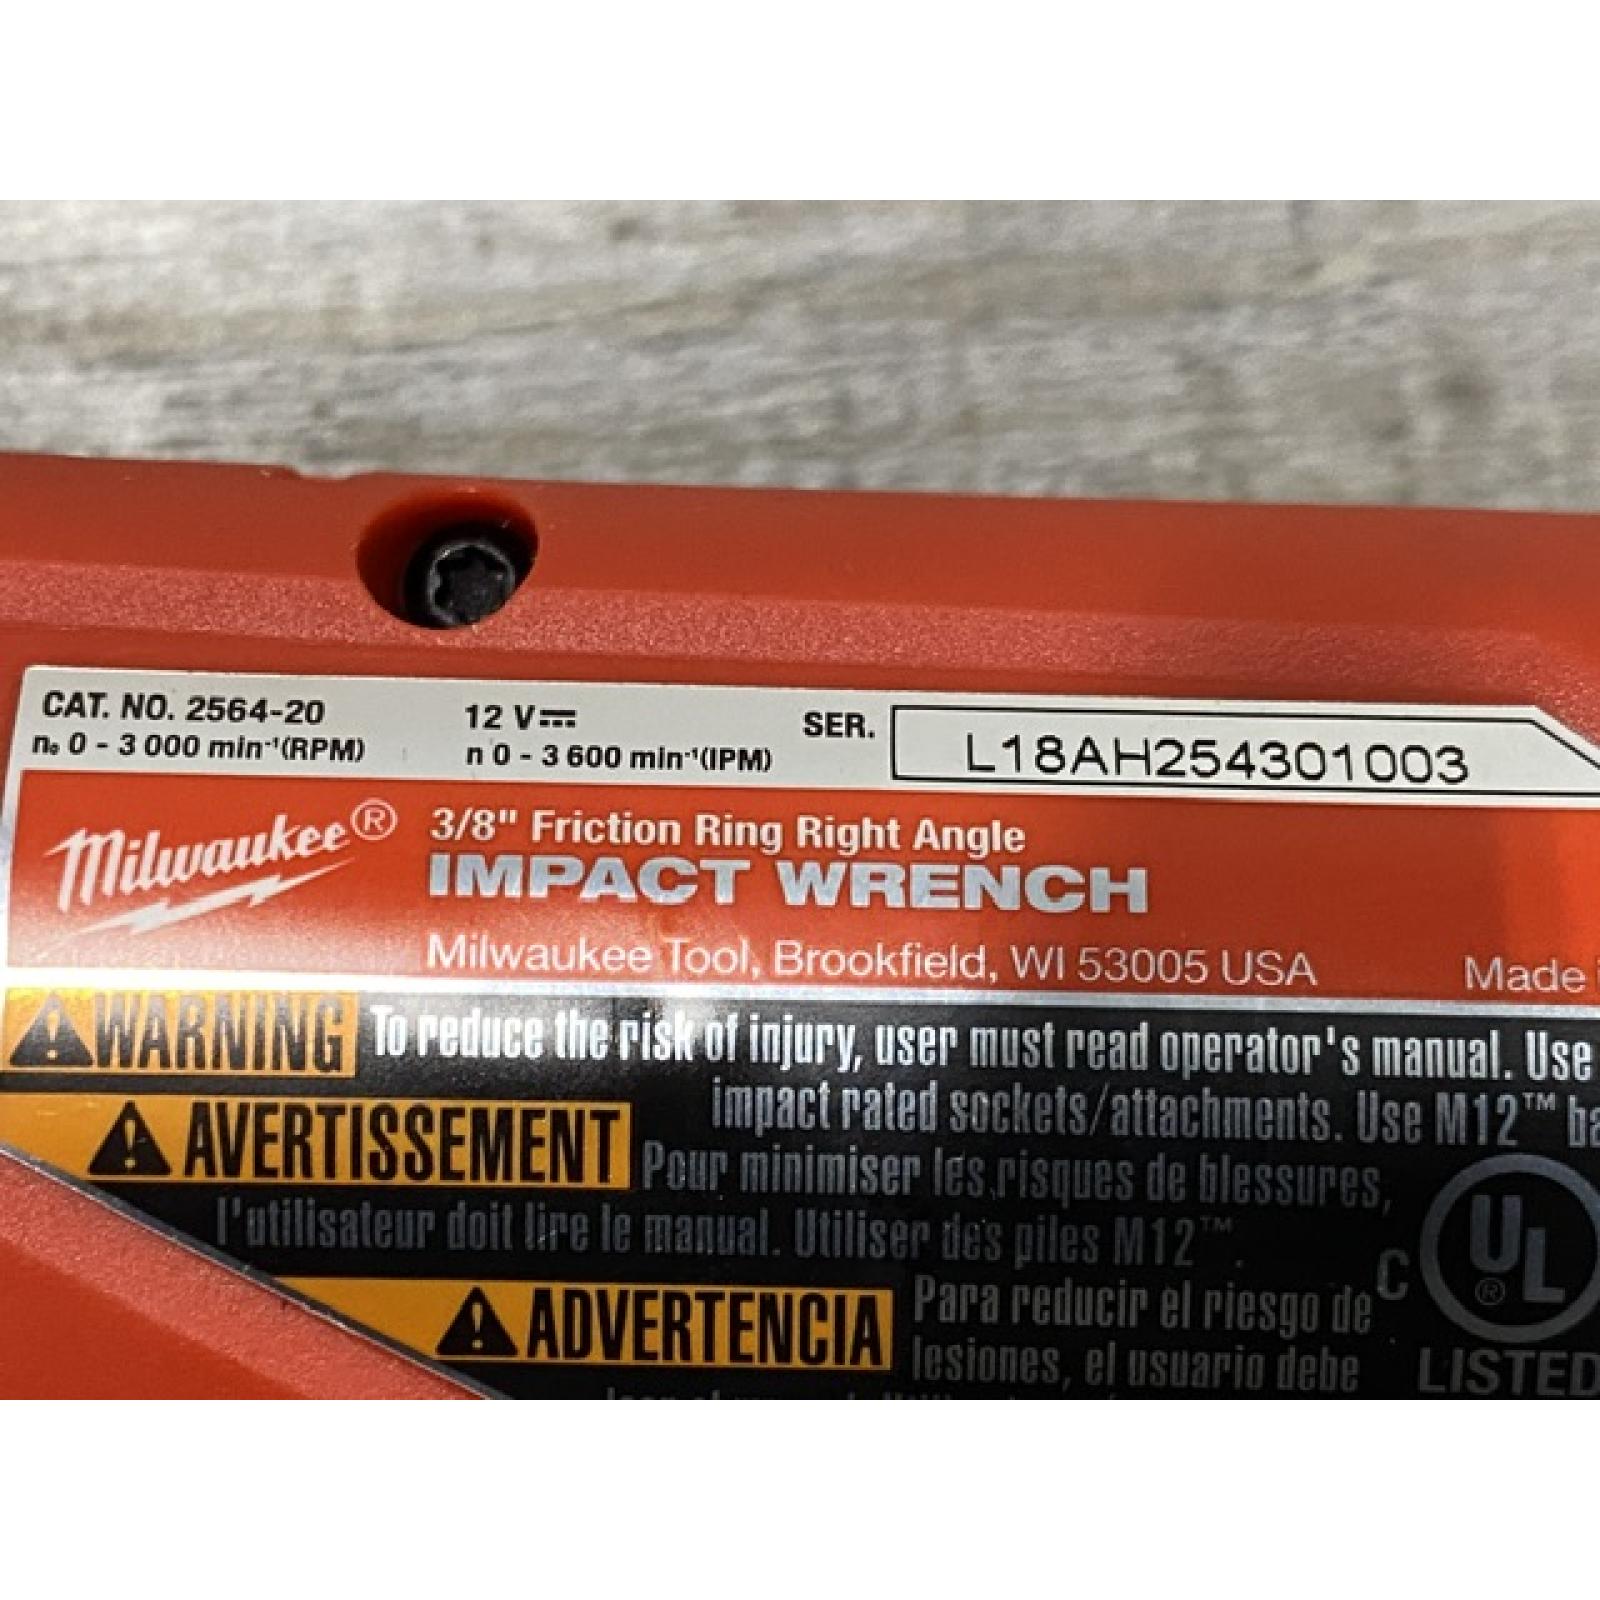 CAT. NO. 2564-20 12 V SER. L18AH254301003
n₀ 0 - 3 000 min⁻¹(RPM) n 0 - 3 600 min⁻¹(IPM)
Milwaukee®
3/8" Friction Ring Right Angle
IMPACT WRENCH
Milwaukee Tool, Brookfield, WI 53005 USA Made
WARNING To reduce the risk of injury, user must read operator's manual. Use
impact rated sockets/attachments. Use M12™
AVERTISSEMENT Pour minimiser les risques de blessures,
l'utilisateur doit lire le manual. Utiliser des piles M12™.
ADVERTENCIA Para reducir el riesgo de
lesiones, el usuario debe
C UL ®
LISTED